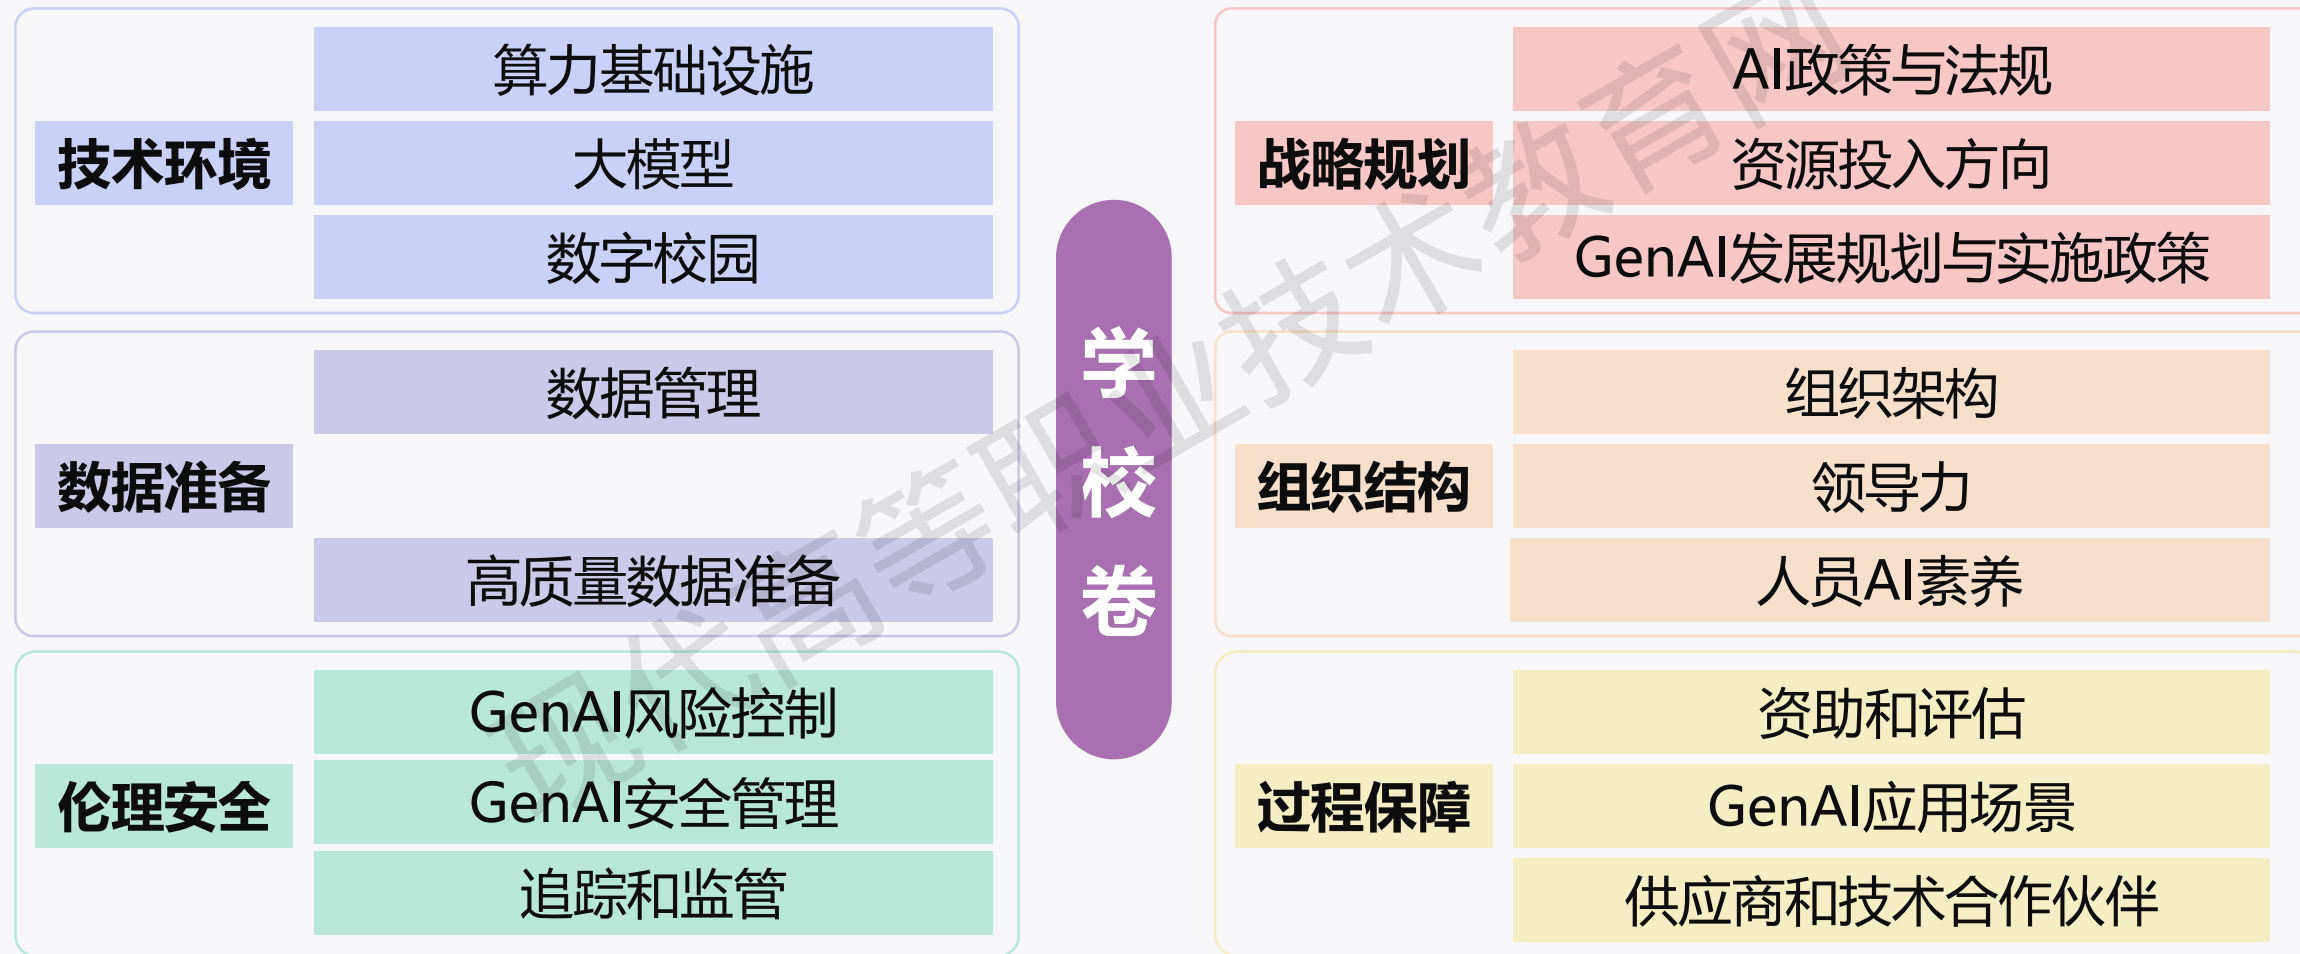 算力基础设施
技术环境
大模型
数字校园
数据管理
数据准备
高质量数据准备
GenAI风险控制
伦理安全
GenAI安全管理
追踪和监管
学校卷
AI政策与法规
战略规划
资源投入方向
GenAI发展规划与实施政策
组织架构
组织结构
领导力
人员AI素养
资助和评估
过程保障
GenAI应用场景
供应商和技术合作伙伴
现代高等职业技术教育网